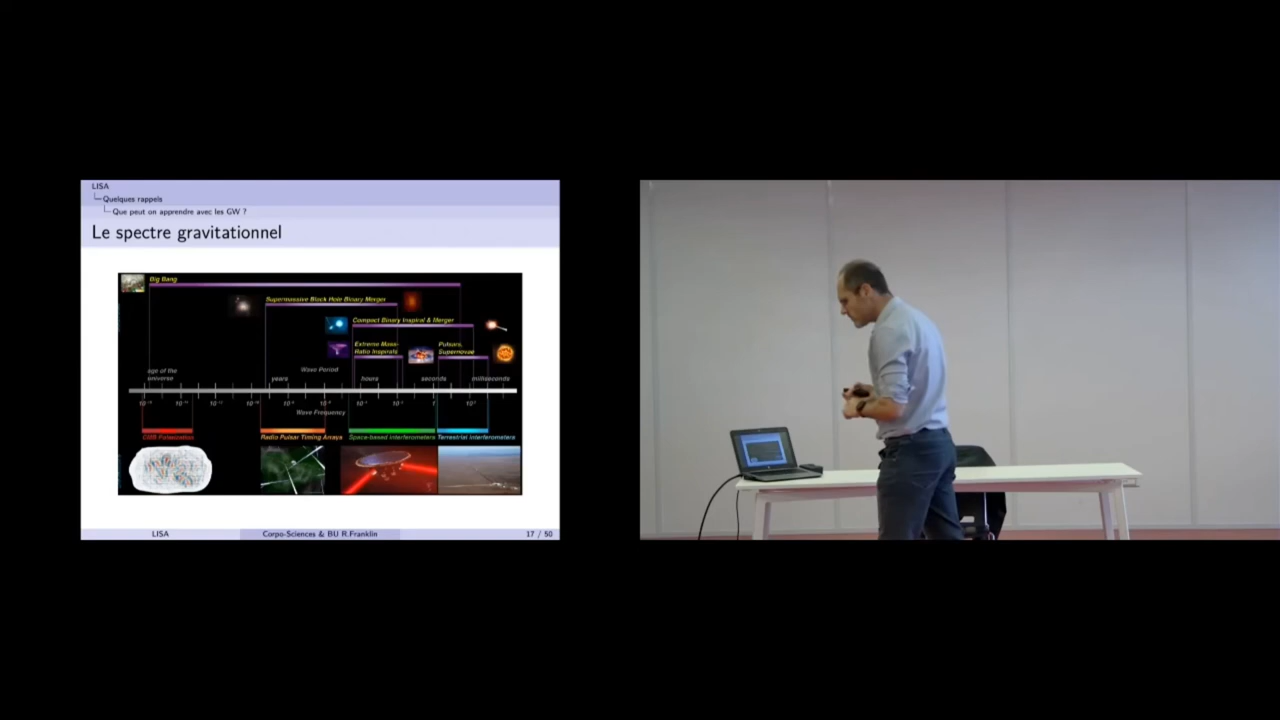 LISA
Quelques rappels
Que peut on apprendre avec les GW ?
Le spectre gravitationnel
Big Bang
Supermassive Black Hole Binary Merger
Compact Binary Inspiral & Merger
Extreme Mass-
Ratio Inspirals
Pulsars,
Supernovae
age of the
universe
Wave Period
years
hours
seconds
milliseconds
Wave Frequency
CMB Polarization
Radio Pulsar Timing Arrays
Space-based interferometers
Terrestrial interferometers
LISA
Corpo-Sciences & BU R.Franklin
17 / 50